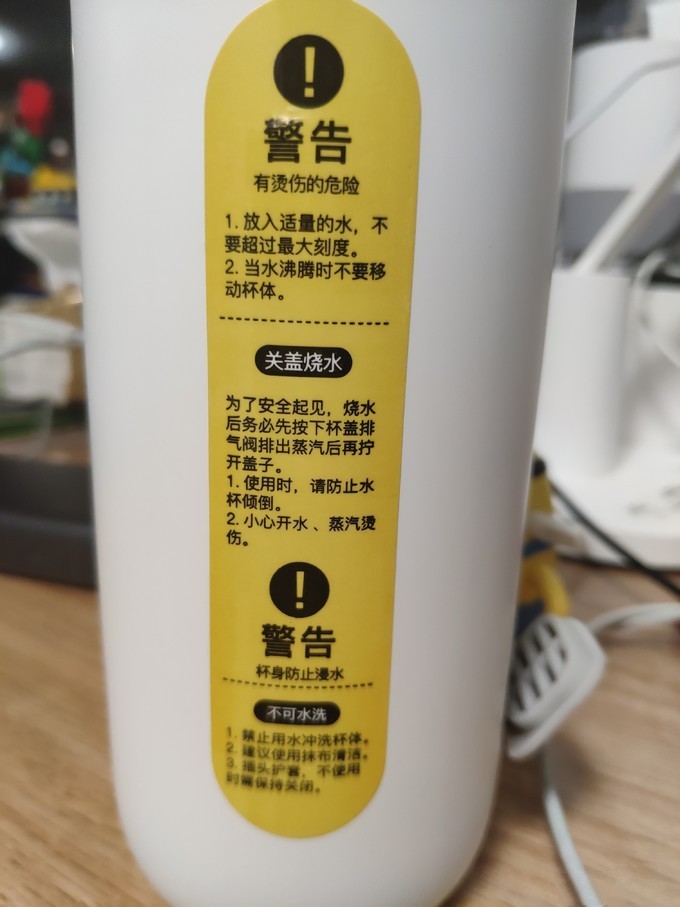 !
警告
有烫伤的危险
1. 放入适量的水，不
要超过最大刻度。
2. 当水沸腾时不要移
动杯体。
关盖烧水
为了安全起见，烧水
后务必先按下杯盖排
气阀排出蒸汽后再拧
开盖子。
1. 使用时，请防止水
杯倾倒。
2. 小心开水、蒸汽烫
伤。
!
警告
杯身防止浸水
不可水洗
1. 禁止用水冲洗杯体。
2. 建议使用抹布清洁。
3. 插头护套，不使用
时需保持关闭。